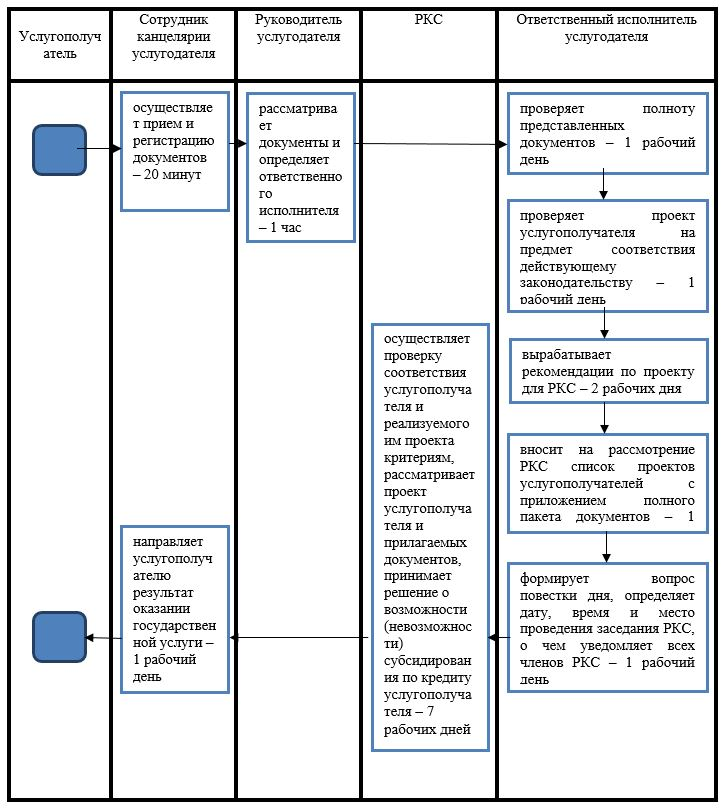 Услугополуч
атель
Сотрудник
канцелярии
услугодателя
Руководитель
услугодателя
РКС
Ответственный исполнитель
услугодателя
осуществляе
т прием и
регистрацию
документов
– 20 минут
рассматрива
ет
документы и
определяет
ответственно
го
исполнителя
– 1 час
проверяет полноту
представленных
документов – 1 рабочий
день
проверяет проект
услугополучателя на
предмет соответствия
действующему
законодательству – 1
рабочий день
вырабатывает
рекомендации по проекту
для РКС – 2 рабочих дня
вносит на рассмотрение
РКС список проектов
услугополучателей с
приложением полного
пакета документов – 1
формирует вопрос
повестки дня, определяет
дату, время и место
проведения заседания РКС,
о чем уведомляет всех
членов РКС – 1 рабочий
день
осуществляет
проверку
соответствия
услугополуча
теля и
реализуемого
им проекта
критериям,
рассматривает
проект
услугополуча
теля и
прилагаемых
документов,
принимает
решение о
возможности
(невозможнос
ти)
субсидирован
ия по кредиту
услугополуча
теля – 7
рабочих дней
направляет
услугополуч
ателю
результат
оказании
государствен
ной услуги –
1 рабочий
день